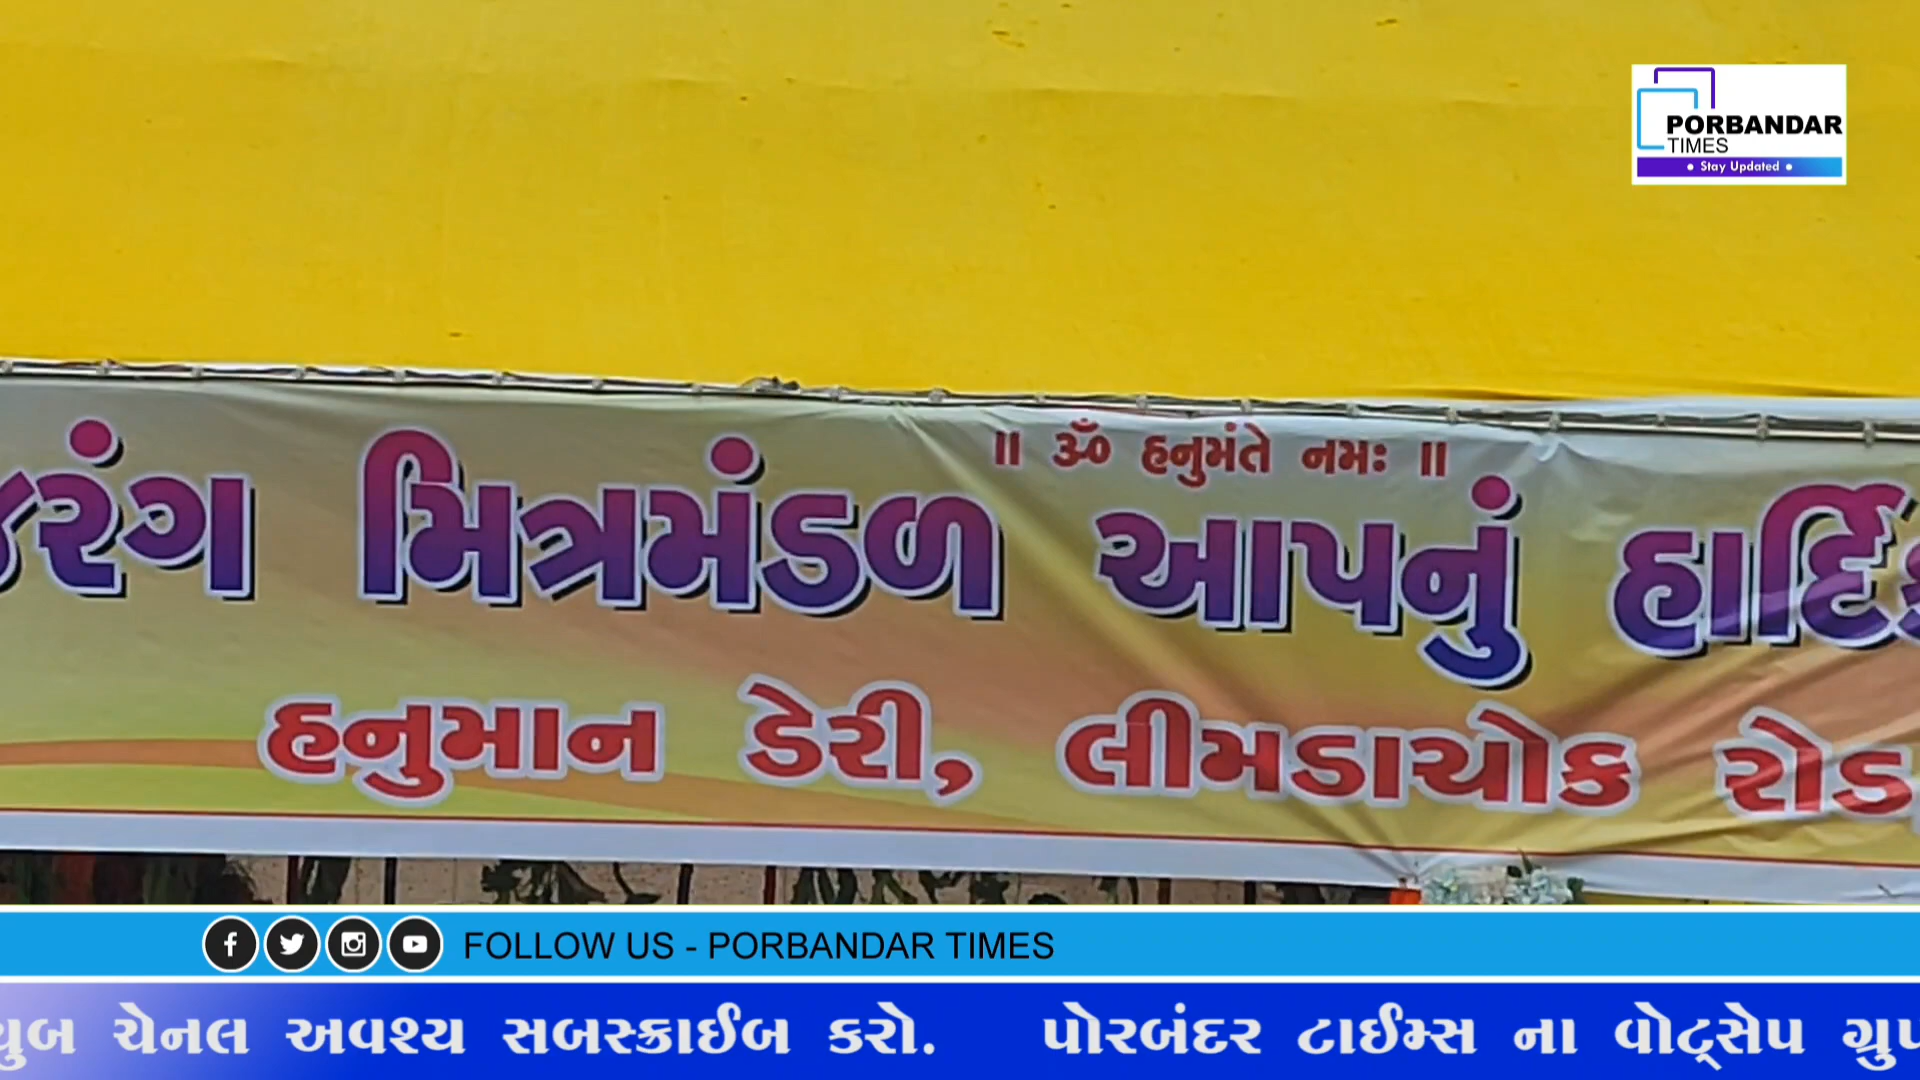 PORBANDAR
TIMES
• Stay Updated •
॥ ૐ હનુમંતે નમઃ ॥
મિત્રમંડળ આપનું
હનુમાન ડેરી, લીમડાચોક રોડ,
FOLLOW US - PORBANDAR TIMES
ચેનલ અવશ્ય સબસ્ક્રાઈબ કરો. પોરબંદર ટાઈમ્સ ના વોટ્સેપ